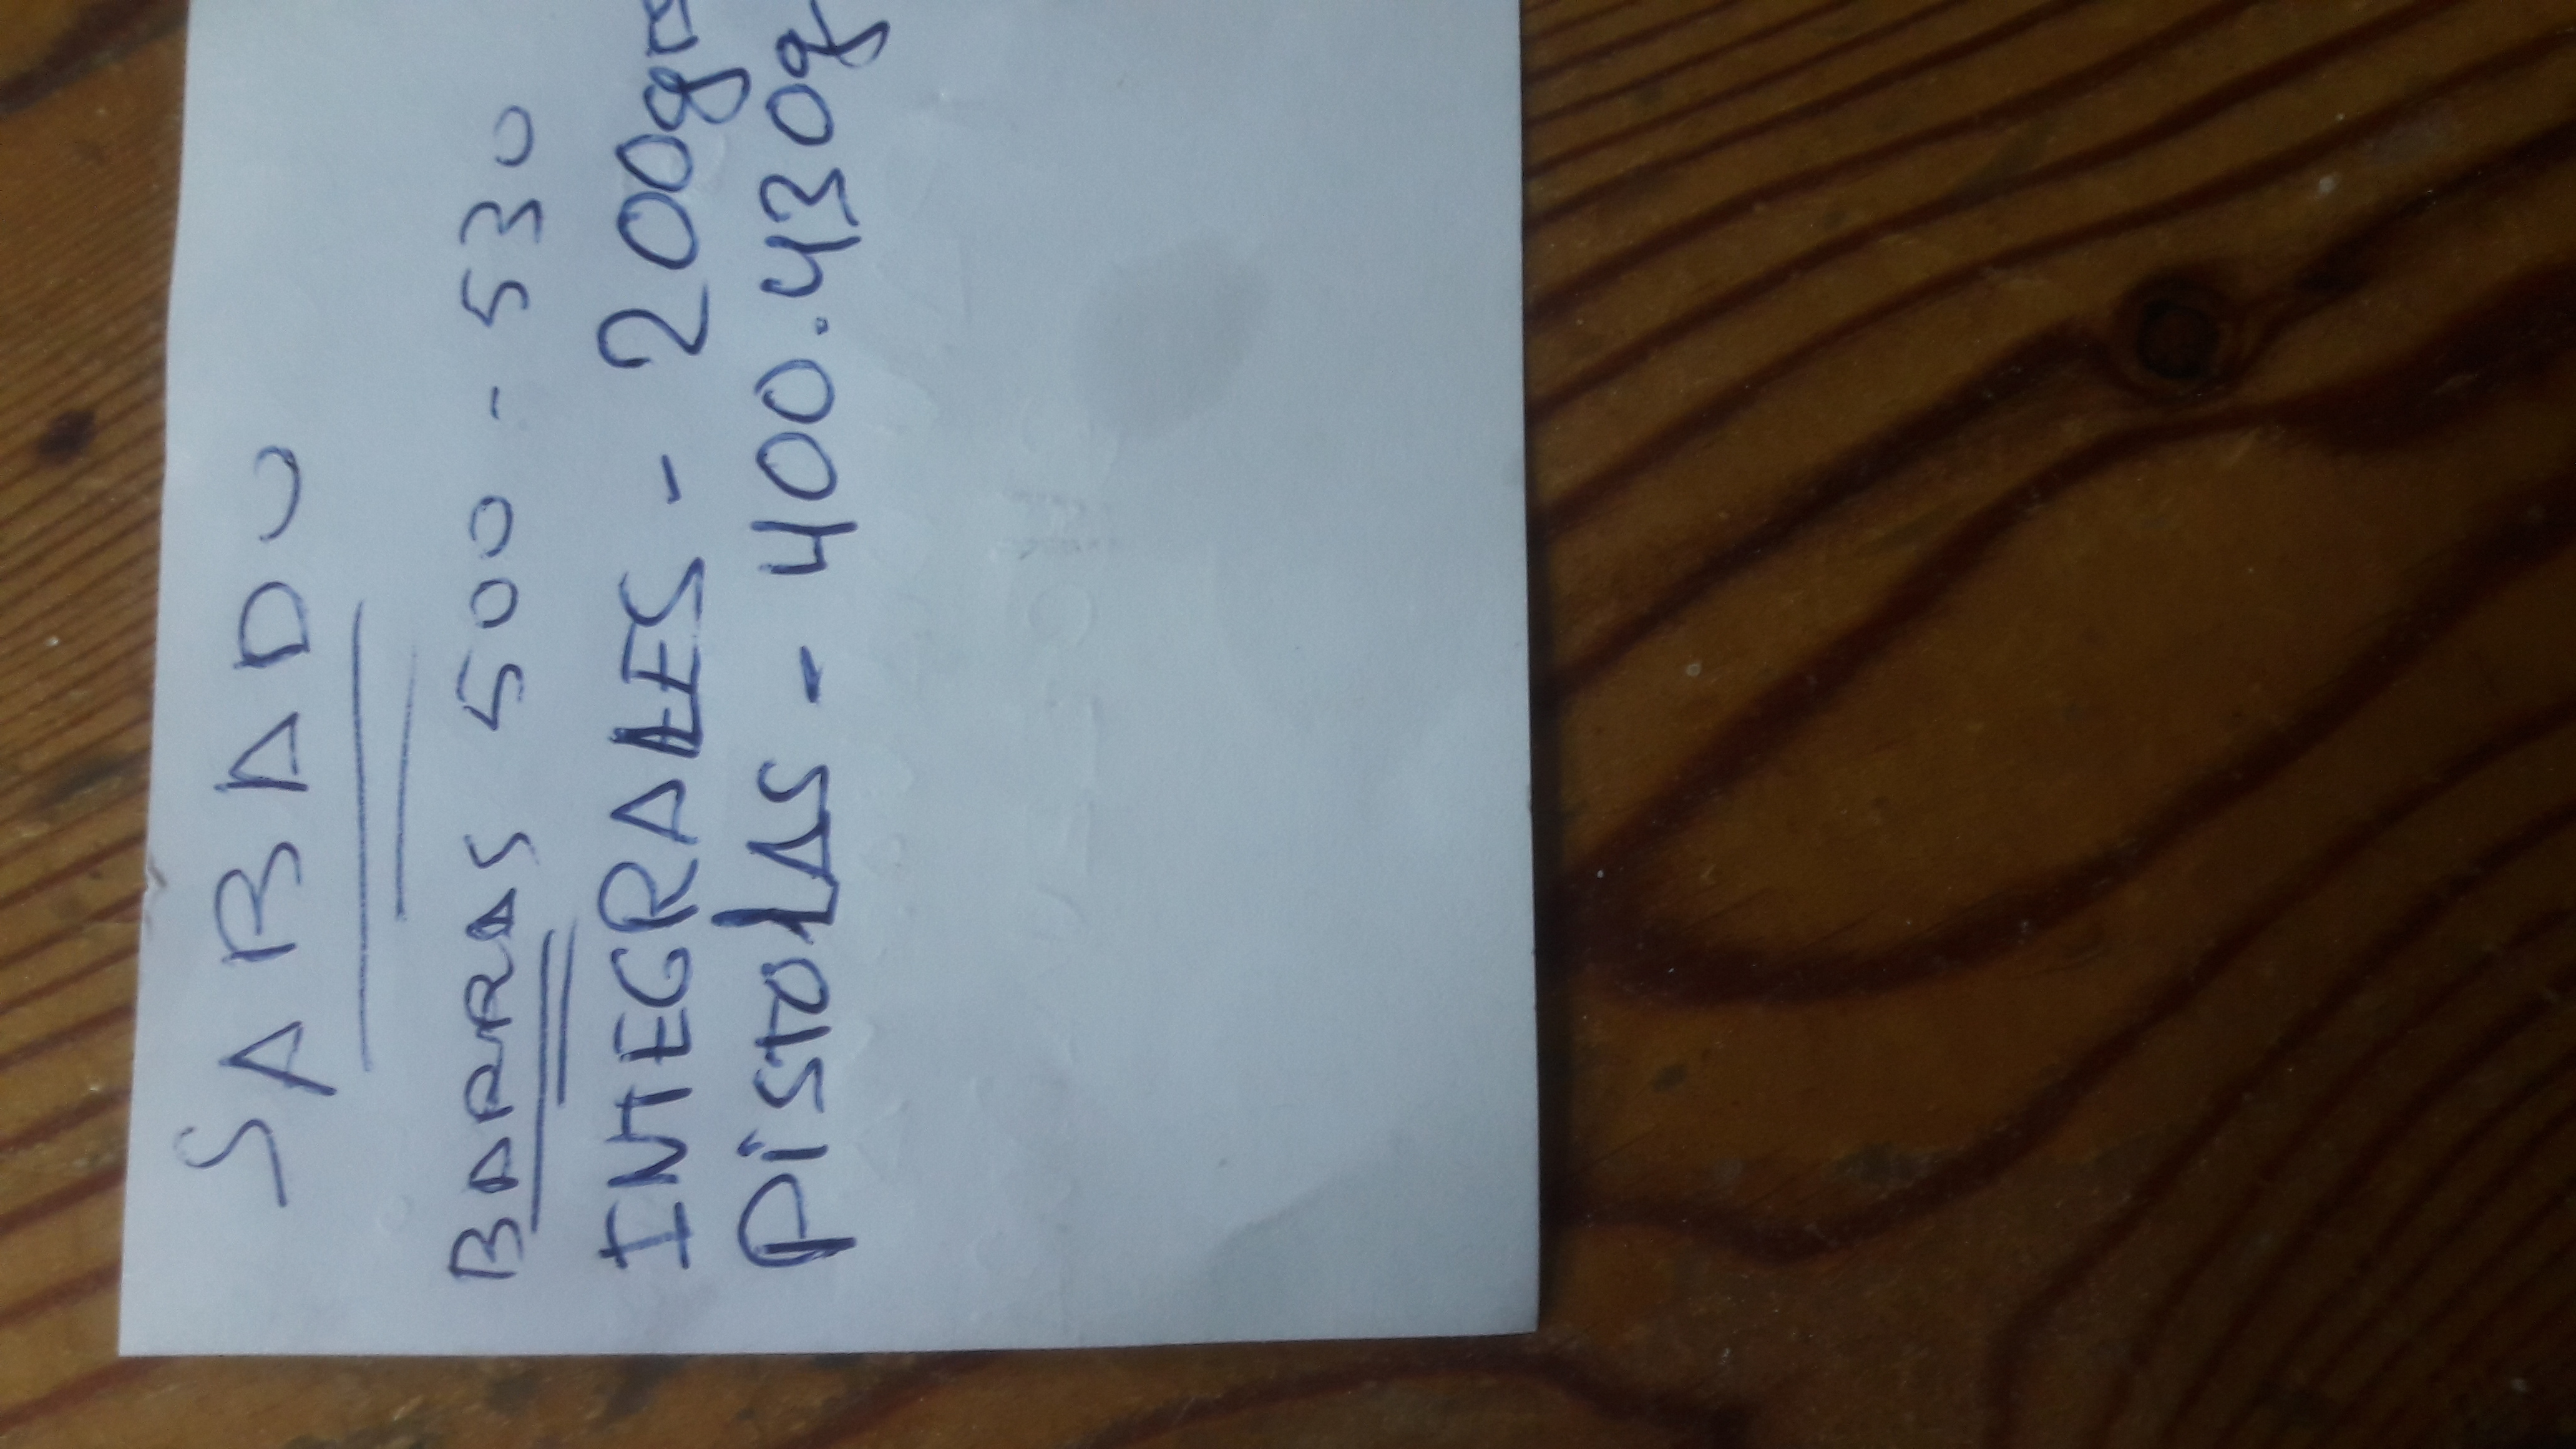 SABADO
BARRAS 500 - 530
INTEGRALES - 200gr
PistolAS - 400.430g